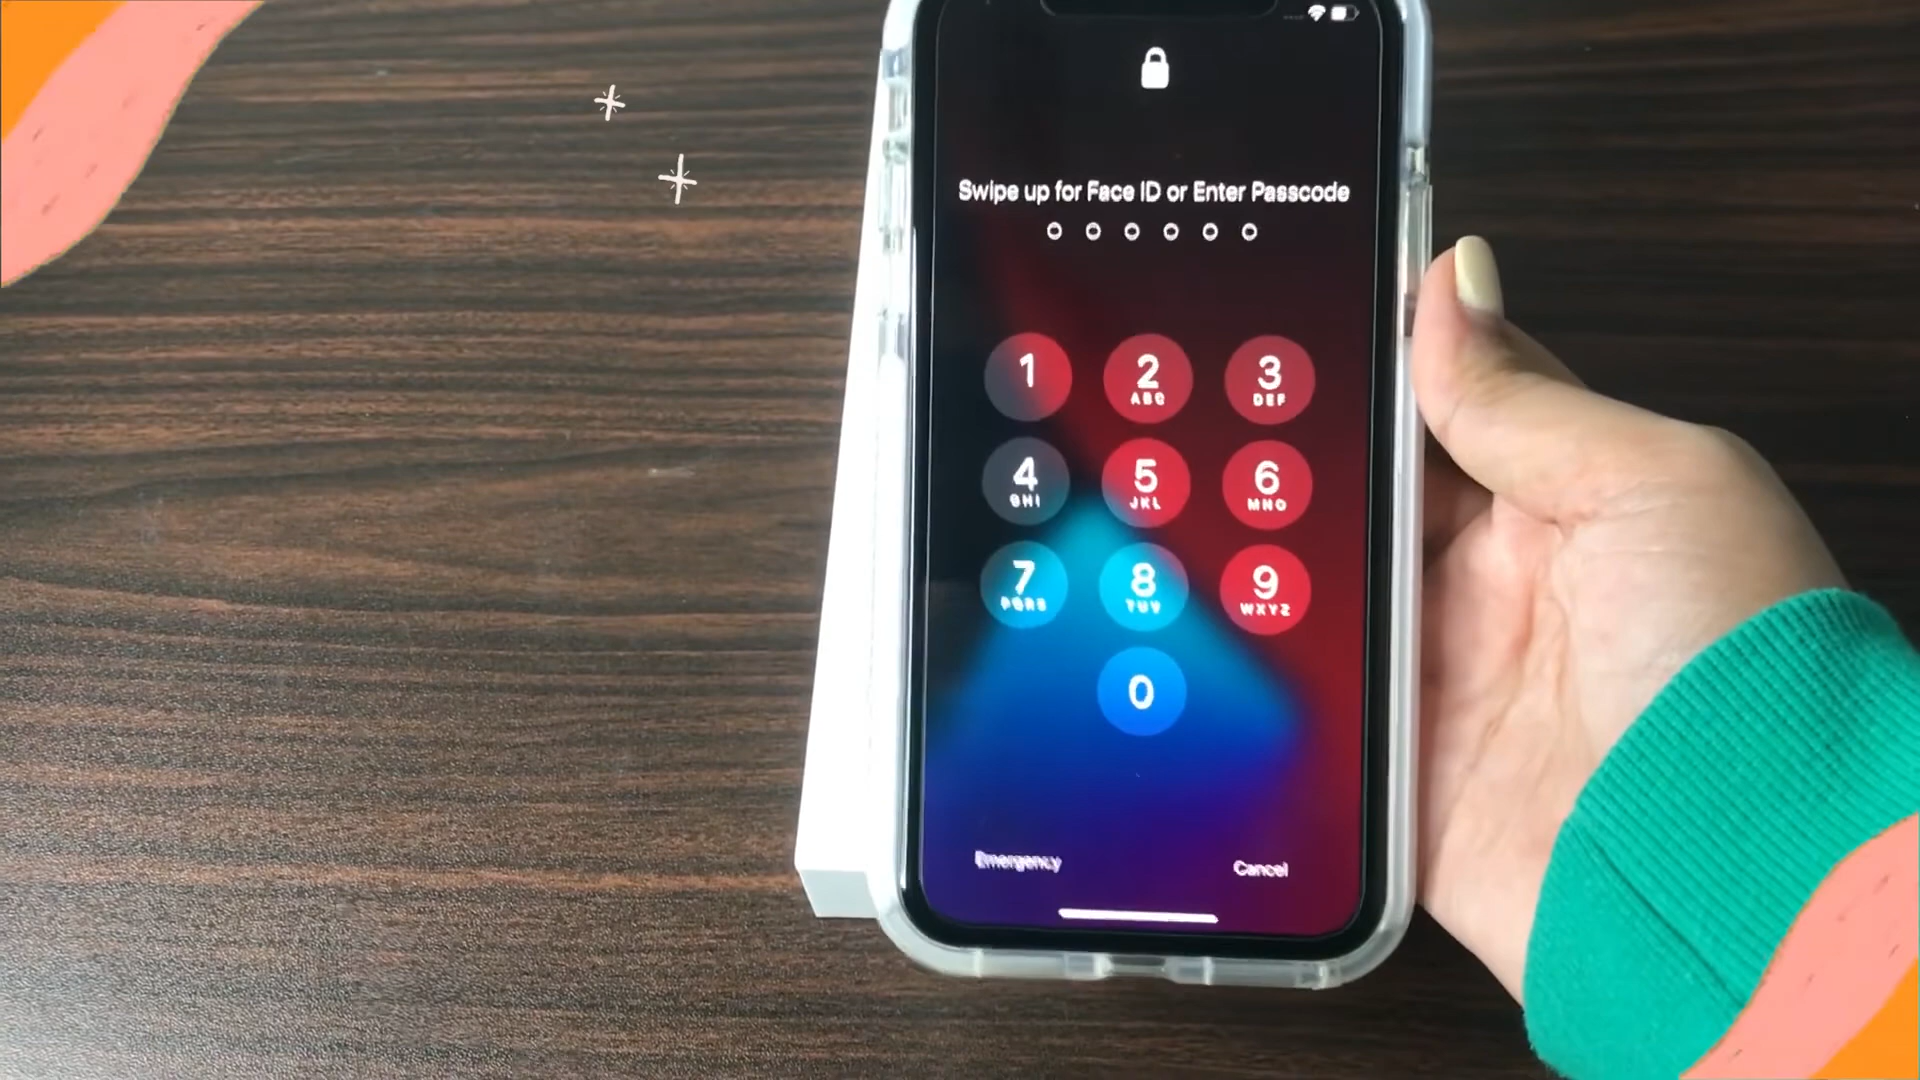 Swipe up for Face ID or Enter Passcode
1
2
ABC
3
DEF
4
GHI
5
JKL
6
MNO
7
PQRS
8
TUV
9
WXYZ
0
Emergency
Cancel